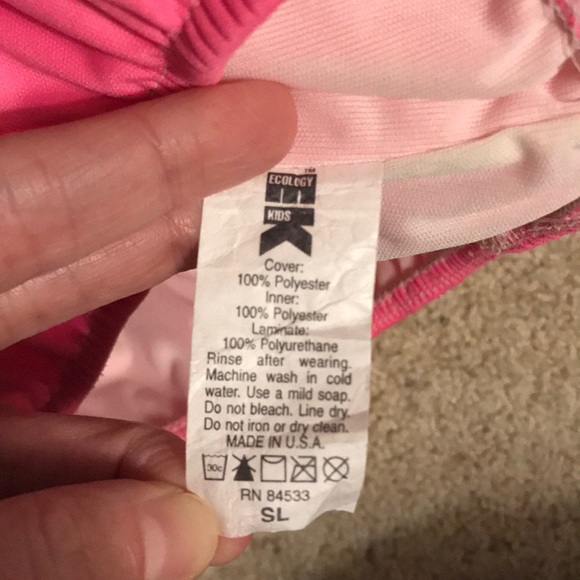 ECOLOGY™
KIDS
Cover:
100% Polyester
Inner:
100% Polyester
Laminate:
100% Polyurethane
Rinse after wearing.
Machine wash in cold
water. Use a mild soap.
Do not bleach. Line dry.
Do not iron or dry clean.
MADE IN U.S.A.
30c
RN 84533
SL